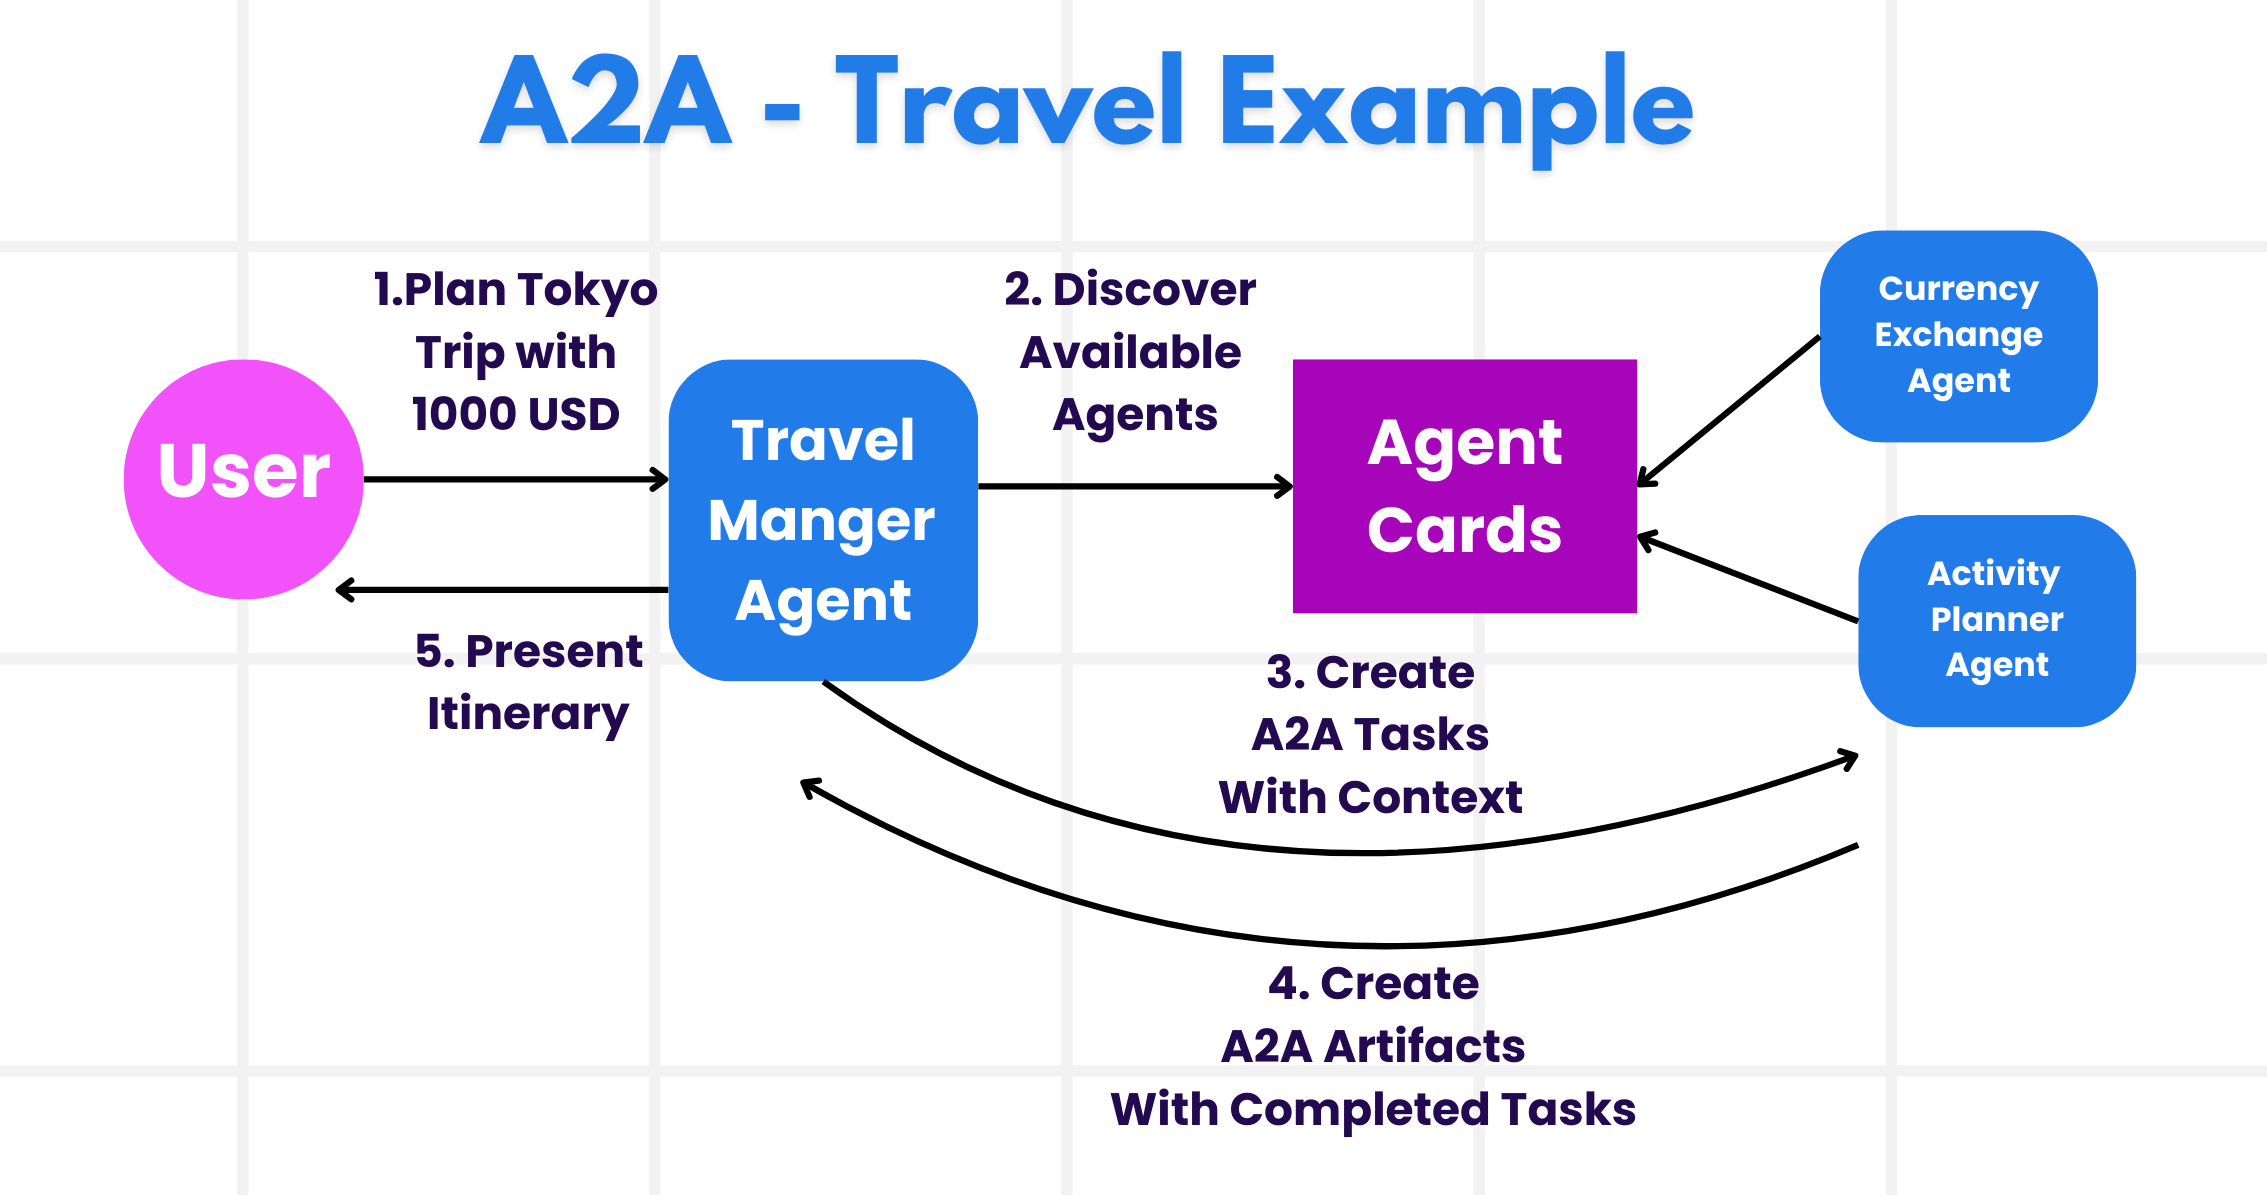 A2A - Travel Example
1.Plan Tokyo
Trip with
1000 USD
2. Discover
Available
Agents
Currency
Exchange
Agent
User
Travel
Manger
Agent
Agent
Cards
Activity
Planner
Agent
5. Present
Itinerary
3. Create
A2A Tasks
With Context
4. Create
A2A Artifacts
With Completed Tasks